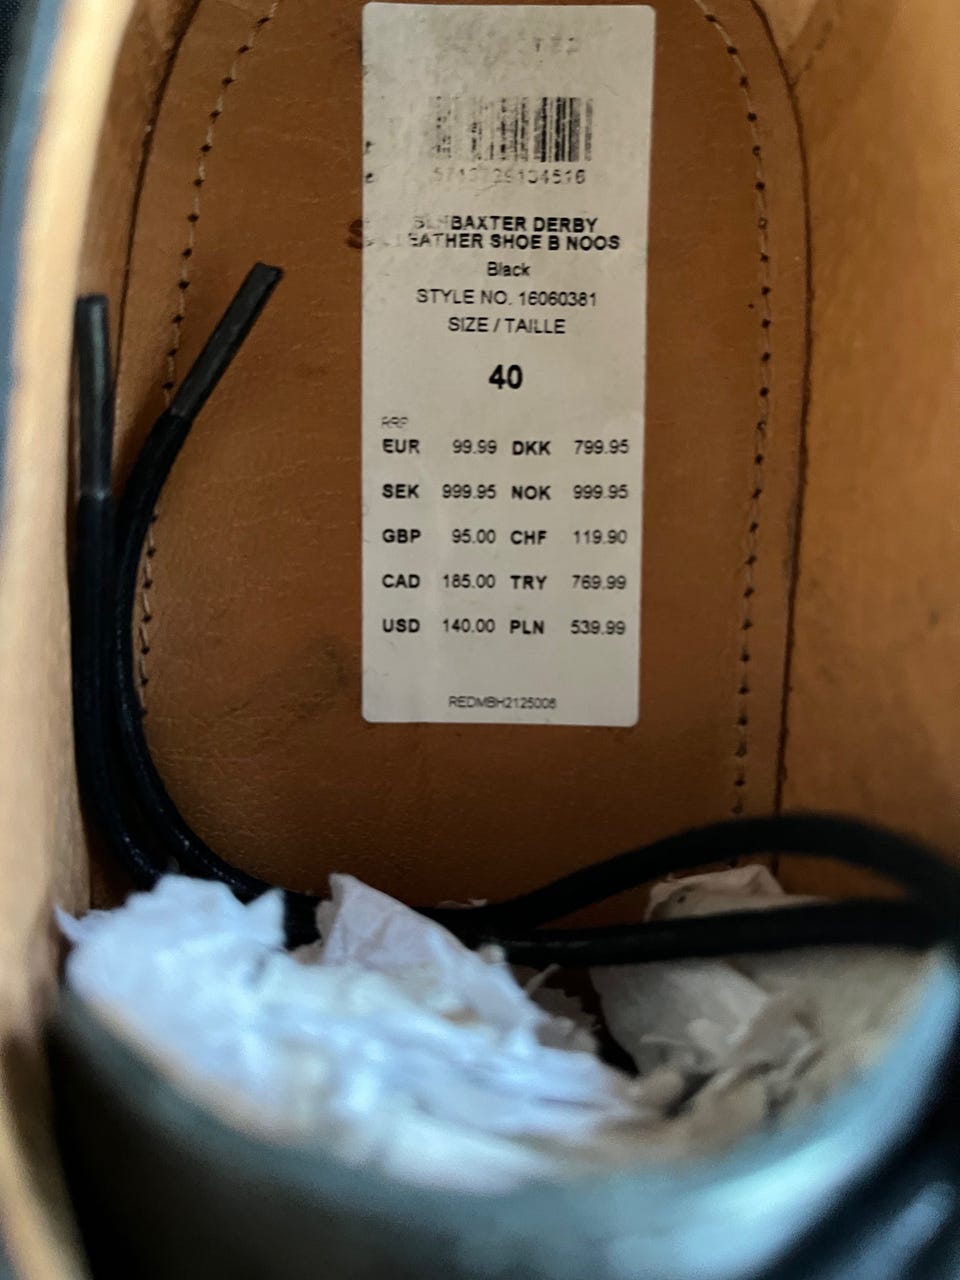 BAXTER DERBY
LEATHER SHOE B NOOS
Black
STYLE NO. 16060381
SIZE / TAILLE
40
RRP
EUR 99.99 DKK 799.95
SEK 999.95 NOK 999.95
GBP 95.00 CHF 119.90
CAD 185.00 TRY 769.99
USD 140.00 PLN 539.99
REDMBH2125006